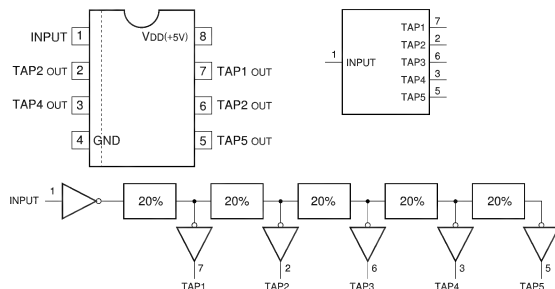 INPUT 1 VDD(+5V) 8
TAP2 OUT 2 7 TAP1 OUT
TAP4 OUT 3 6 TAP2 OUT
4 GND 5 TAP5 OUT
1 INPUT
TAP1 7
TAP2 2
TAP3 6
TAP4 3
TAP5 5
INPUT 1 20% 20% 20% 20% 20%
7 2 6 3 5
TAP1 TAP2 TAP3 TAP4 TAP5